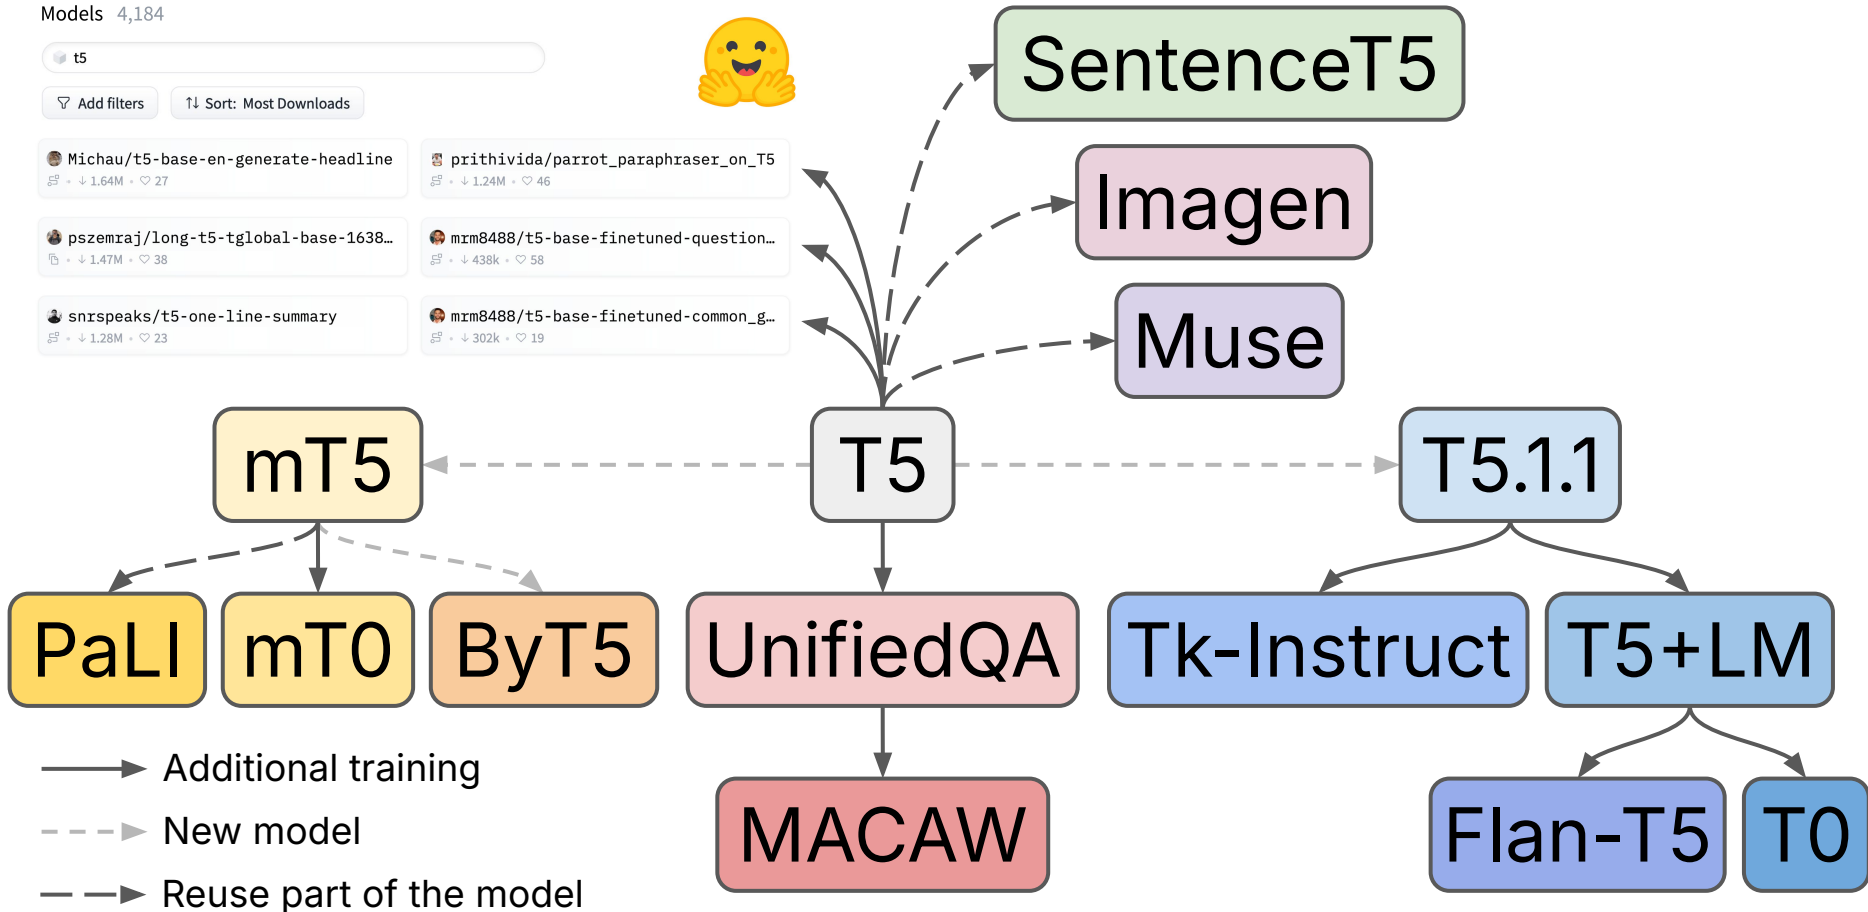 Models 4,184
t5
Add filters Sort: Most Downloads
Michau/t5-base-en-generate-headline
1.64M 27
prithivida/parrot_paraphraser_on_T5
1.24M 46
pszemraj/long-t5-tglobal-base-1638…
1.47M 38
mrm8488/t5-base-finetuned-question…
438k 58
snrspeaks/t5-one-line-summary
1.28M 23
mrm8488/t5-base-finetuned-common_g…
302k 19
SentenceT5
Imagen
Muse
mT5
T5
T5.1.1
PaLI
mT0
ByT5
UnifiedQA
Tk-Instruct
T5+LM
MACAW
Flan-T5
T0
Additional training
New model
Reuse part of the model